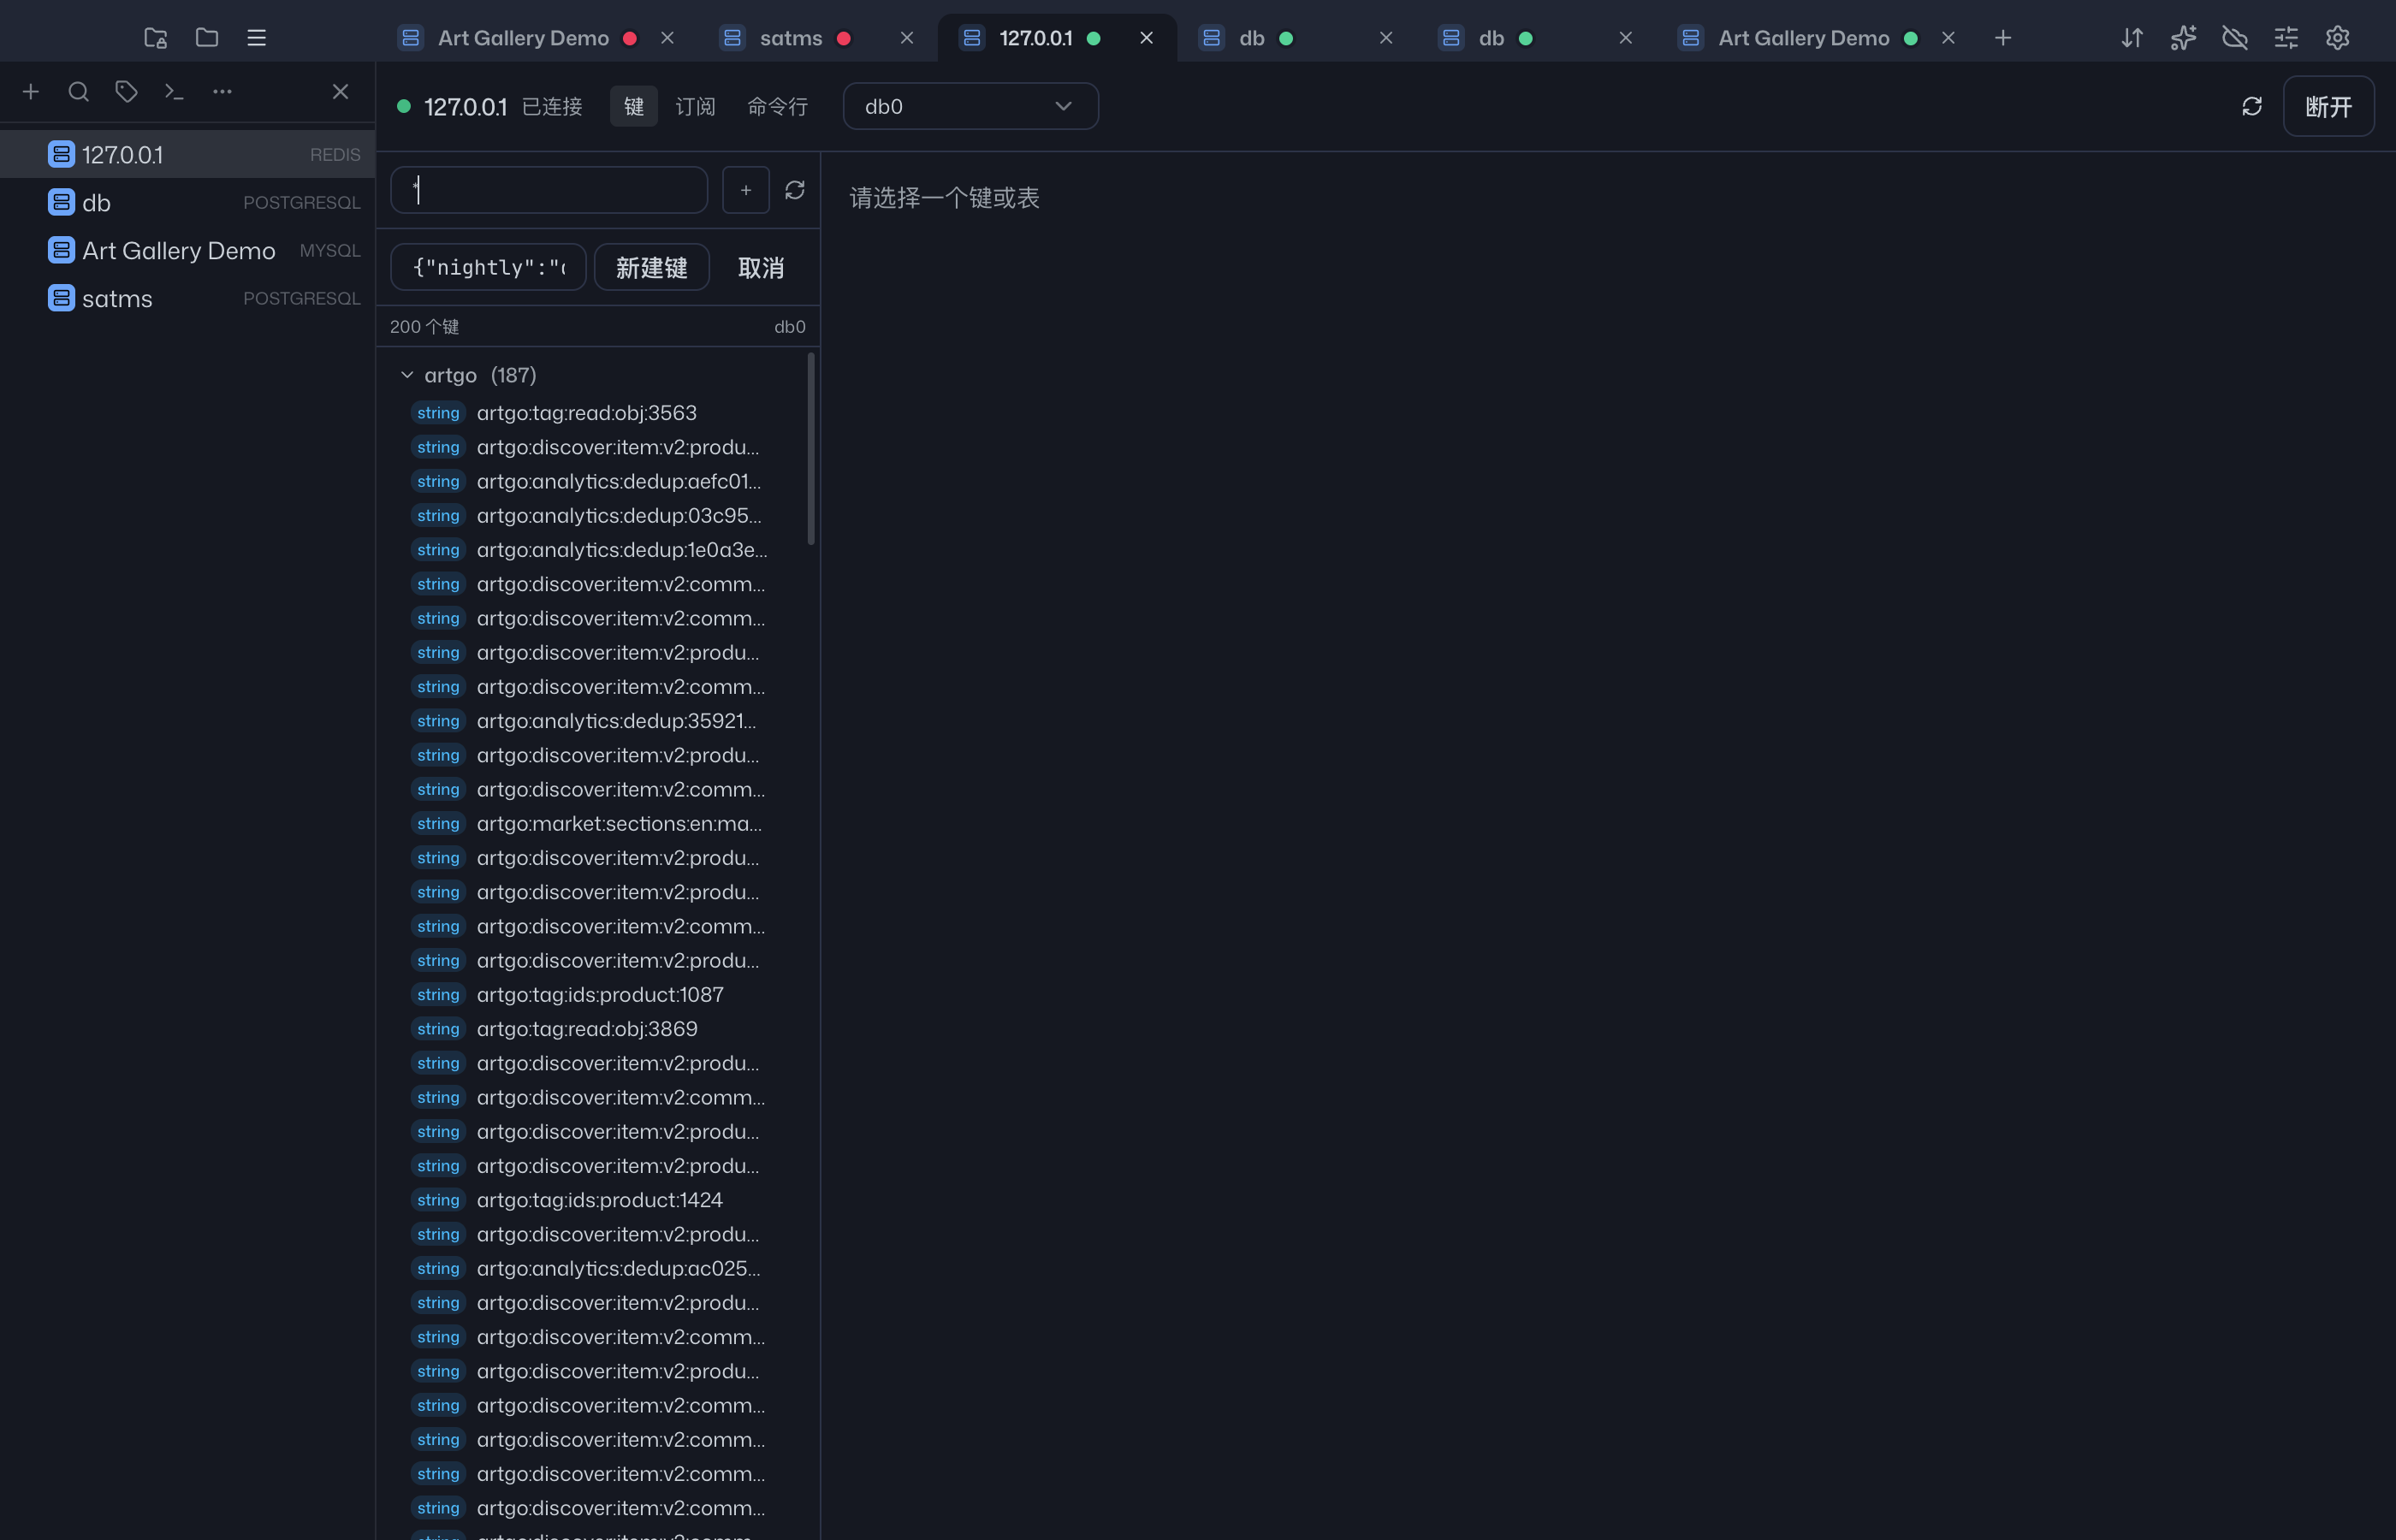 Art Gallery Demo
satms
127.0.0.1
db
db
Art Gallery Demo
127.0.0.1 REDIS
db POSTGRESQL
Art Gallery Demo MYSQL
satms POSTGRESQL
127.0.0.1 已连接 键 订阅 命令行 db0 断开
*
{"nightly":"
新建键 取消
200 个键 db0
artgo (187)
string artgo:tag:read:obj:3563
string artgo:discover:item:v2:produ...
string artgo:analytics:dedup:aefc01...
string artgo:analytics:dedup:03c95...
string artgo:analytics:dedup:1e0a3e...
string artgo:discover:item:v2:comm...
string artgo:discover:item:v2:comm...
string artgo:discover:item:v2:produ...
string artgo:discover:item:v2:comm...
string artgo:analytics:dedup:35921...
string artgo:discover:item:v2:produ...
string artgo:discover:item:v2:comm...
string artgo:market:sections:en:ma...
string artgo:discover:item:v2:produ...
string artgo:discover:item:v2:produ...
string artgo:discover:item:v2:comm...
string artgo:discover:item:v2:produ...
string artgo:tag:ids:product:1087
string artgo:tag:read:obj:3869
string artgo:discover:item:v2:produ...
string artgo:discover:item:v2:comm...
string artgo:discover:item:v2:produ...
string artgo:discover:item:v2:produ...
string artgo:tag:ids:product:1424
string artgo:discover:item:v2:produ...
string artgo:analytics:dedup:ac025...
string artgo:discover:item:v2:produ...
string artgo:discover:item:v2:comm...
string artgo:discover:item:v2:produ...
string artgo:discover:item:v2:comm...
string artgo:discover:item:v2:comm...
string artgo:discover:item:v2:comm...
string artgo:discover:item:v2:comm...
请选择一个键或表